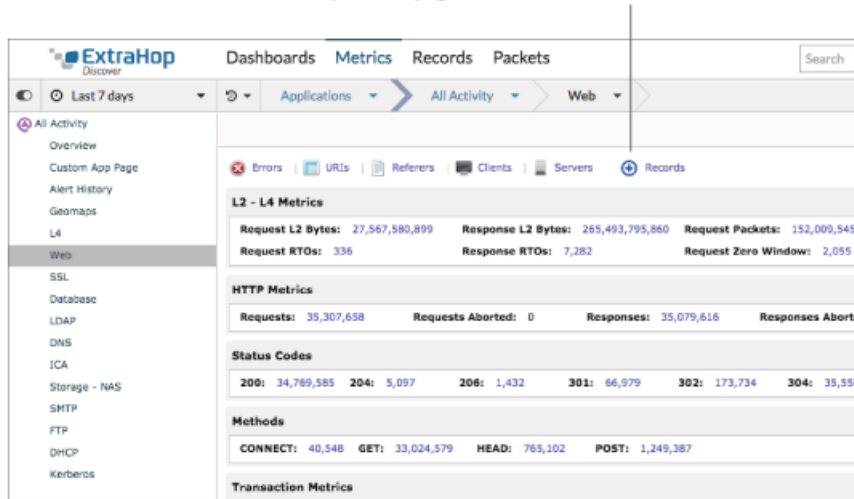 ExtraHop
Discover
Dashboards Metrics Records Packets
Search
Last 7 days
Applications All Activity Web
All Activity
Overview
Custom App Page
Alert History
Geomaps
L4
Web
SSL
Database
LDAP
DNS
ICA
Storage - NAS
SMTP
FTP
DHCP
Kerberos
Errors | URIs | Referers | Clients | Servers Records
L2 - L4 Metrics
Request L2 Bytes: 27,567,580,899 Response L2 Bytes: 265,493,795,860 Request Packets: 152,009,545
Request RTOs: 336 Response RTOs: 7,282 Request Zero Window: 2,055
HTTP Metrics
Requests: 35,307,658 Requests Aborted: 0 Responses: 35,079,616 Responses Abort
Status Codes
200: 34,769,585 204: 5,097 206: 1,432 301: 66,979 302: 173,734 304: 35,55
Methods
CONNECT: 40,548 GET: 33,024,579 HEAD: 765,102 POST: 1,249,387
Transaction Metrics